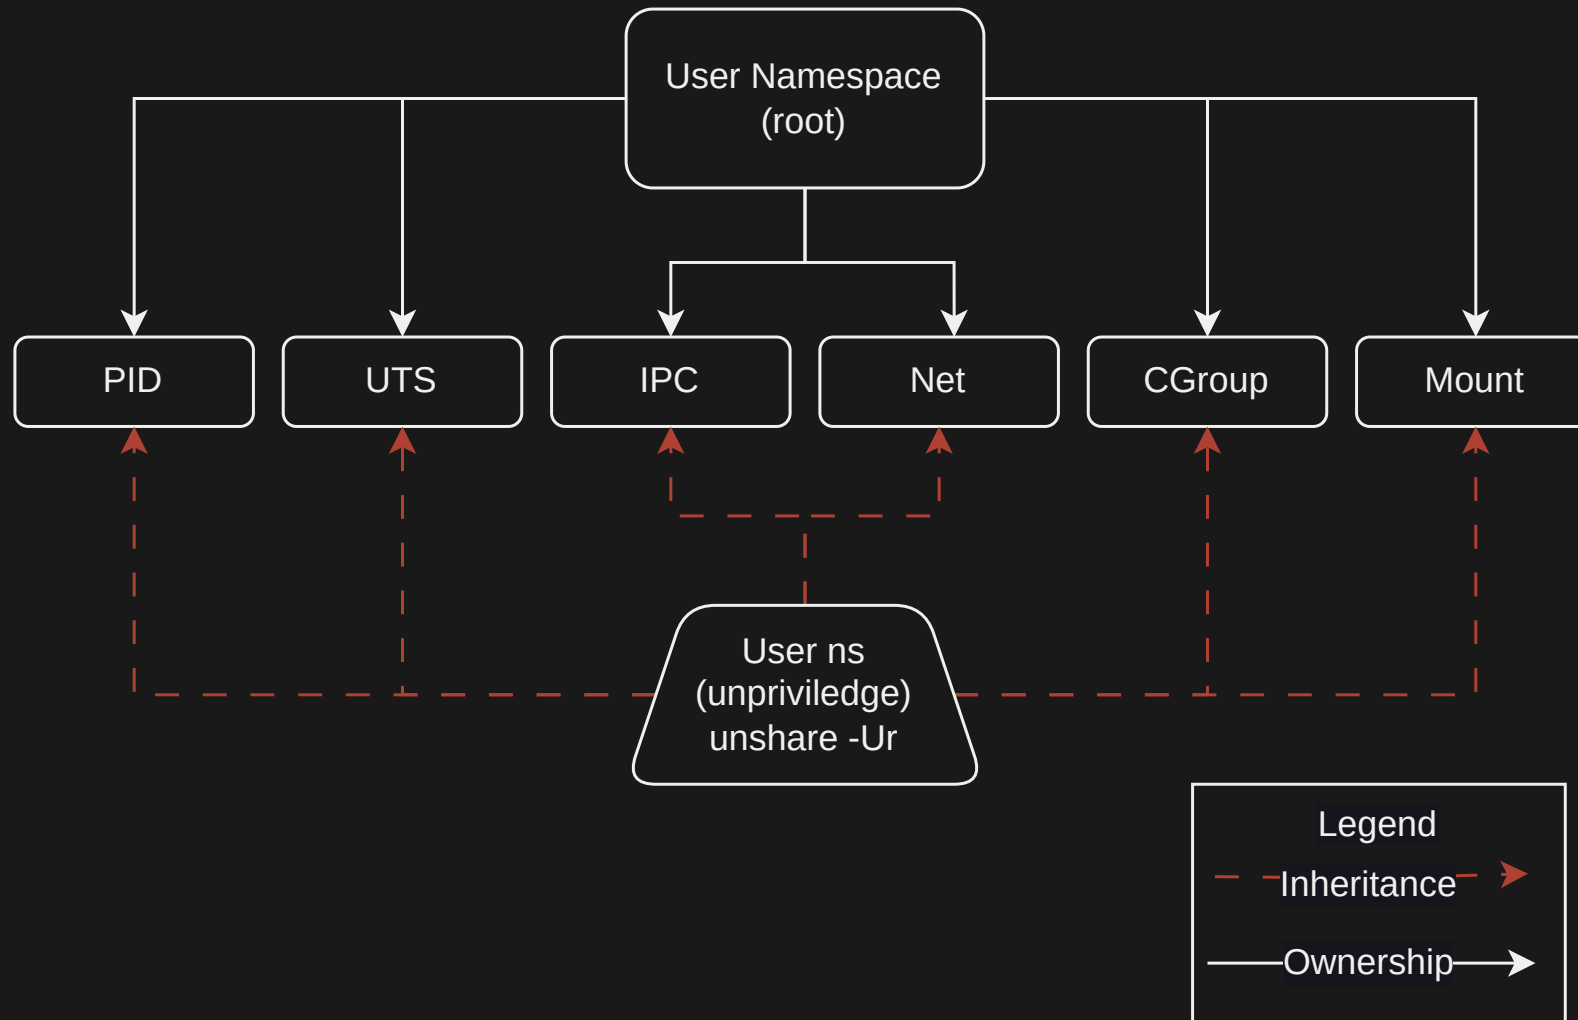 User Namespace
(root)
PID
UTS
IPC
Net
CGroup
Mount
User ns
(unpriviledge)
unshare -Ur
Legend
Inheritance
Ownership